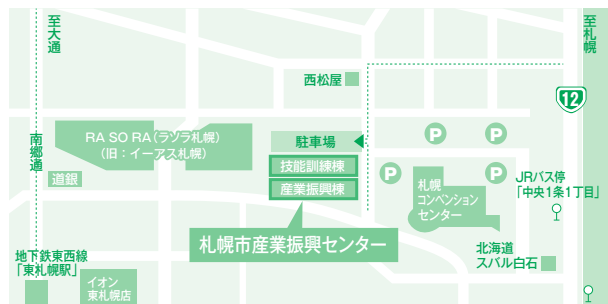 至大通
至札幌
西松屋
12
南郷通
RA SO RA（ラソラ札幌）
（旧：イーアス札幌）
駐車場
P
P
技能訓練棟
産業振興棟
道銀
P
P
札幌
コンベンション
センター
JRバス停
「中央1条1丁目」
札幌市産業振興センター
地下鉄東西線
「東札幌駅」
イオン
東札幌店
北海道
スバル白石